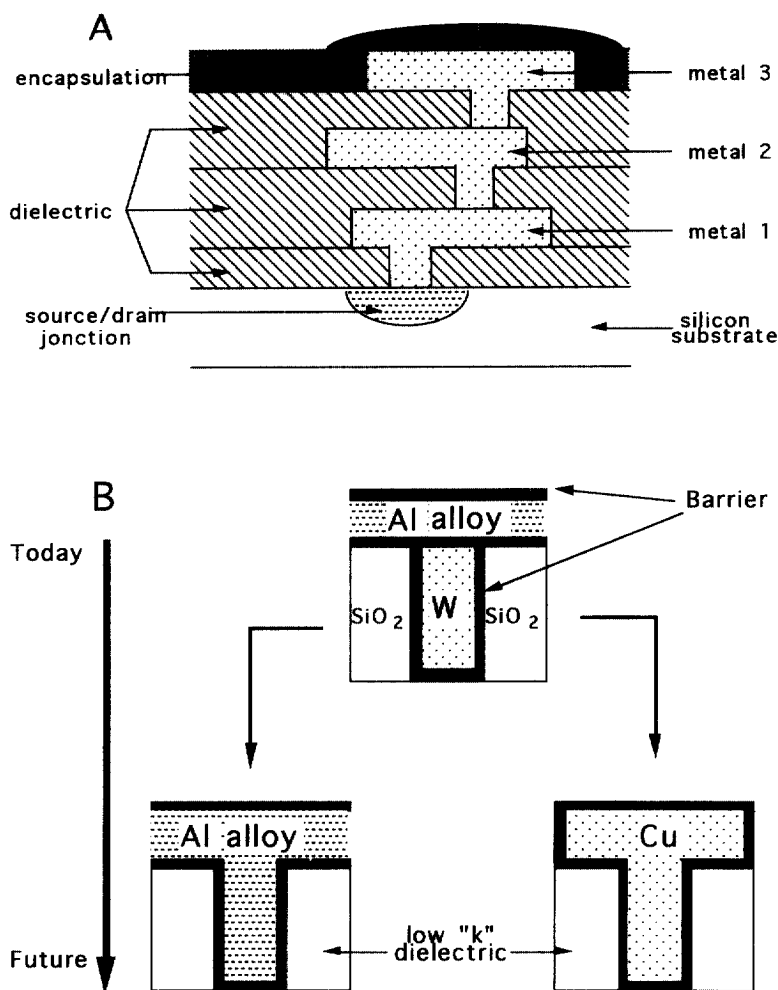 A
encapsulation
metal 3
metal 2
dielectric
metal 1
source/drain
jonction
silicon
substrate
B
Barrier
Today
Al alloy
SiO 2
W
SiO 2
Al alloy
Cu
low "k"
dielectric
Future